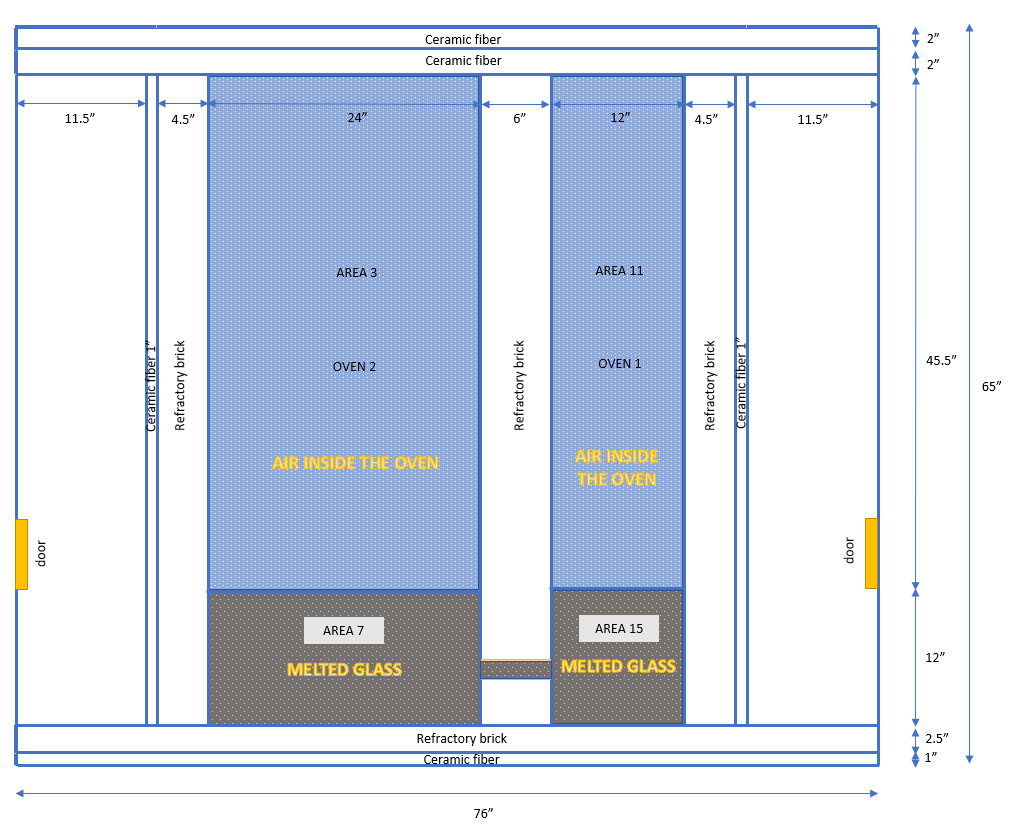 Ceramic fiber
2”
Ceramic fiber
2”
11.5”
4.5”
24”
6”
12”
4.5”
11.5”
AREA 3
AREA 11
OVEN 2
OVEN 1
45.5”
65”
Ceramic fiber 1”
Refractory brick
Refractory brick
Refractory brick
Ceramic fiber 1”
AIR INSIDE THE OVEN
AIR INSIDE
THE OVEN
door
door
AREA 7
AREA 15
MELTED GLASS
MELTED GLASS
12”
Refractory brick
2.5”
Ceramic fiber
1”
76”